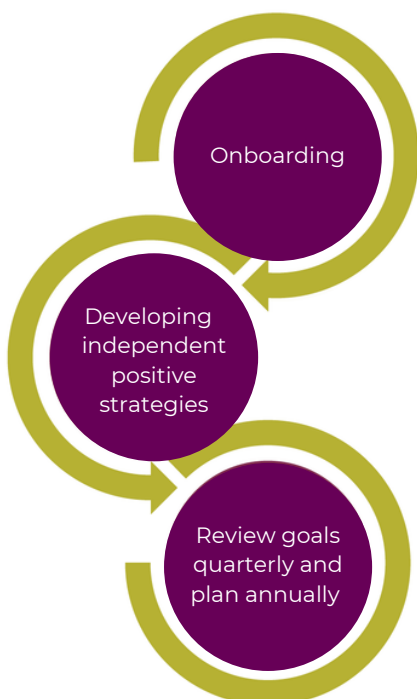 Onboarding
Developing
independent
positive
strategies
Review goals
quarterly and
plan annually